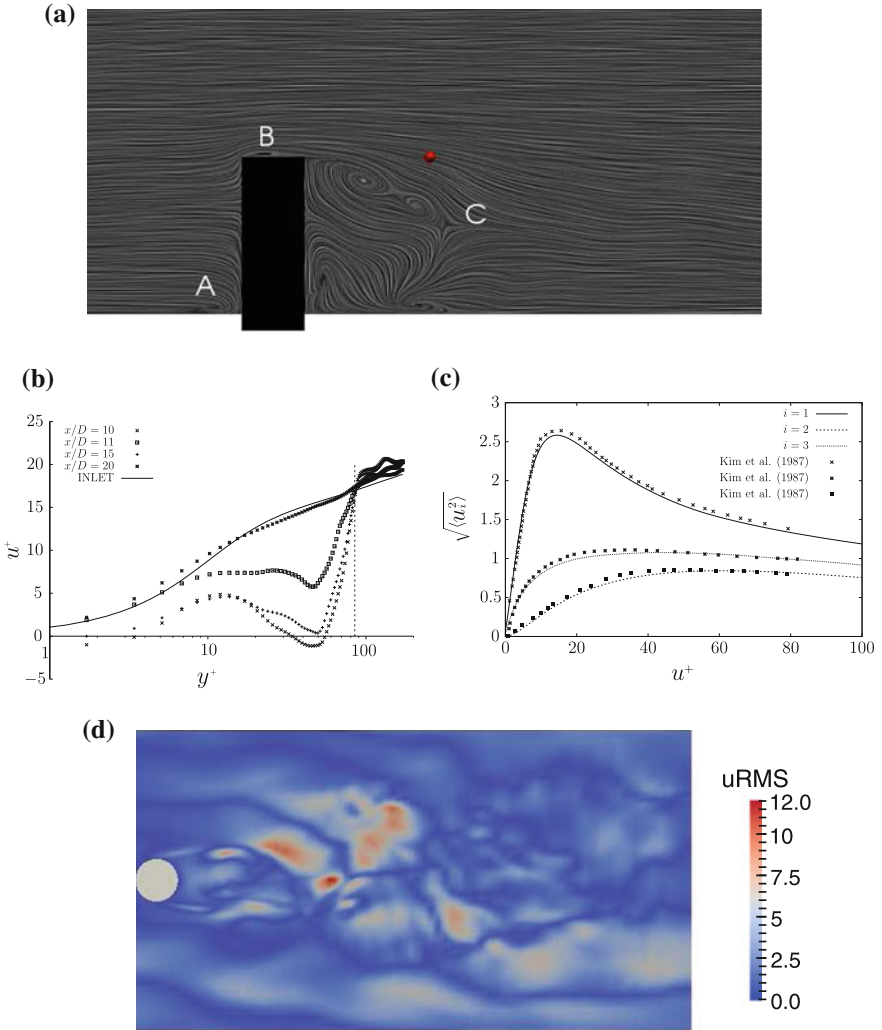 (a)
B
C
A
(b)
25
20
15
10
5
0
−5
1
10
100
u⁺
y⁺
x/D = 10
x/D = 11
x/D = 15
x/D = 20
INLET
(c)
3
2.5
2
1.5
1
0.5
0
0
20
40
60
80
100
√⟨u_i^2⟩
u⁺
i = 1
i = 2
i = 3
Kim et al. (1987)
Kim et al. (1987)
Kim et al. (1987)
(d)
uRMS
12.0
10
7.5
5
2.5
0.0